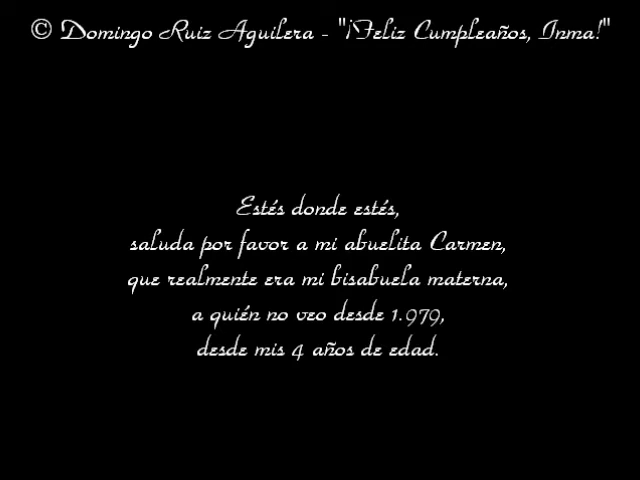 © Domingo Ruiz Aguilera - "¡Feliz Cumpleaños, Inma!"
Estés donde estés,
saluda por favor a mi abuelita Carmen,
que realmente era mi bisabuela materna,
a quién no veo desde 1.979,
desde mis 4 años de edad.